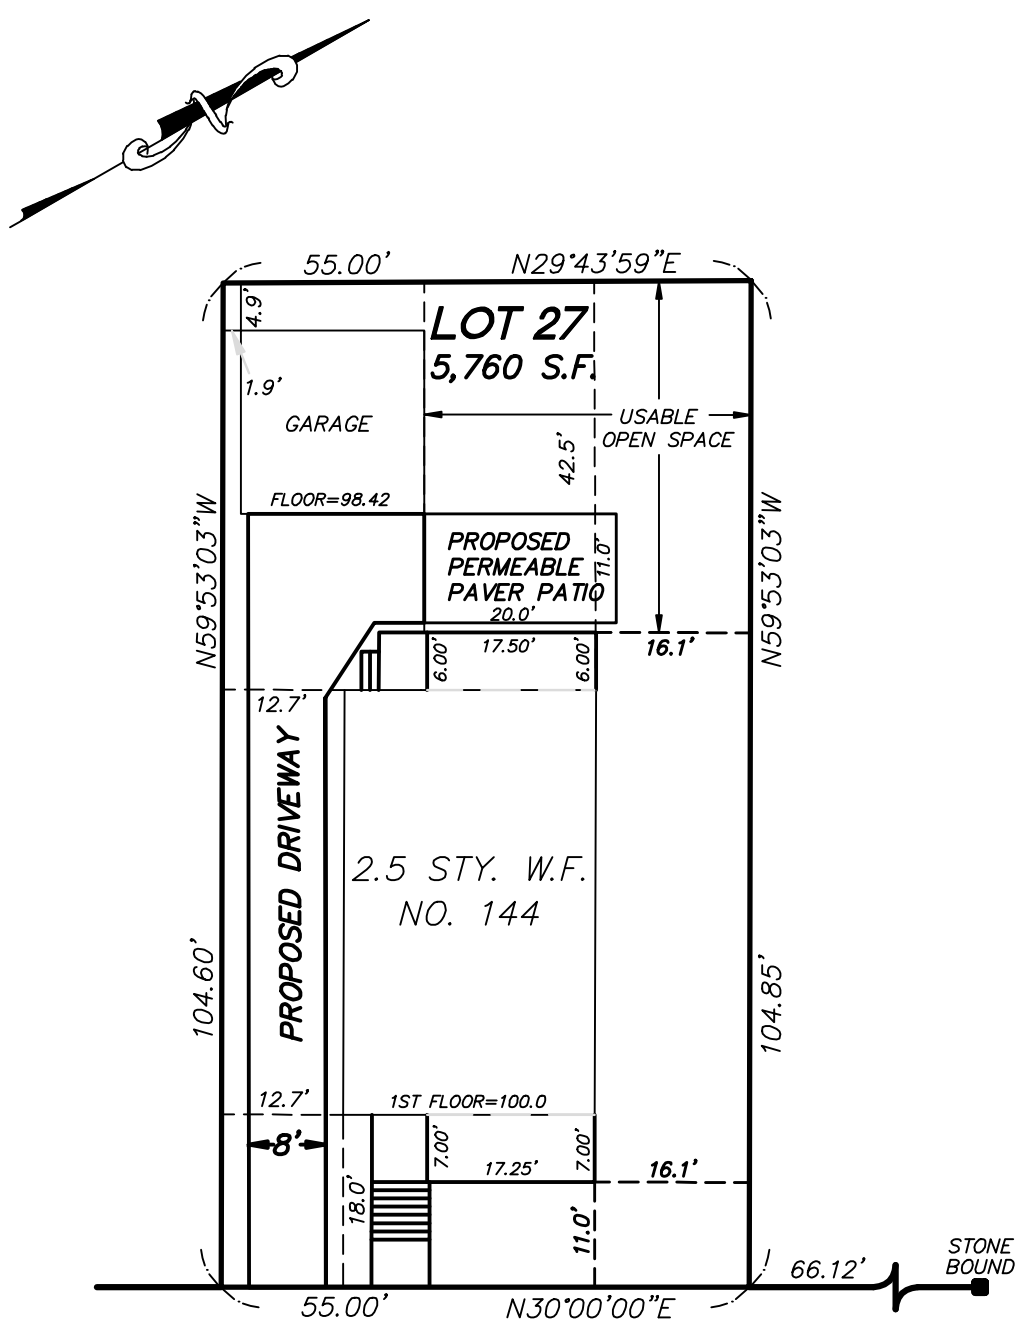 N
55.00'
N29°43'59"E
4.9'
LOT 27
5,760 S.F.
1.9'
GARAGE
USABLE
OPEN SPACE
42.5'
FLOOR=98.42
N59°53'03"W
N59°53'03"W
PROPOSED
PERMEABLE
PAVER PATIO
11.0'
20.0'
6.00'
17.50'
6.00'
16.1'
12.7'
PROPOSED DRIVEWAY
2.5 STY. W.F.
NO. 144
104.60'
104.85'
12.7'
1ST FLOOR=100.0
8'
7.00'
17.25'
7.00'
16.1'
18.0'
11.0'
STONE
BOUND
66.12'
55.00'
N30°00'00"E